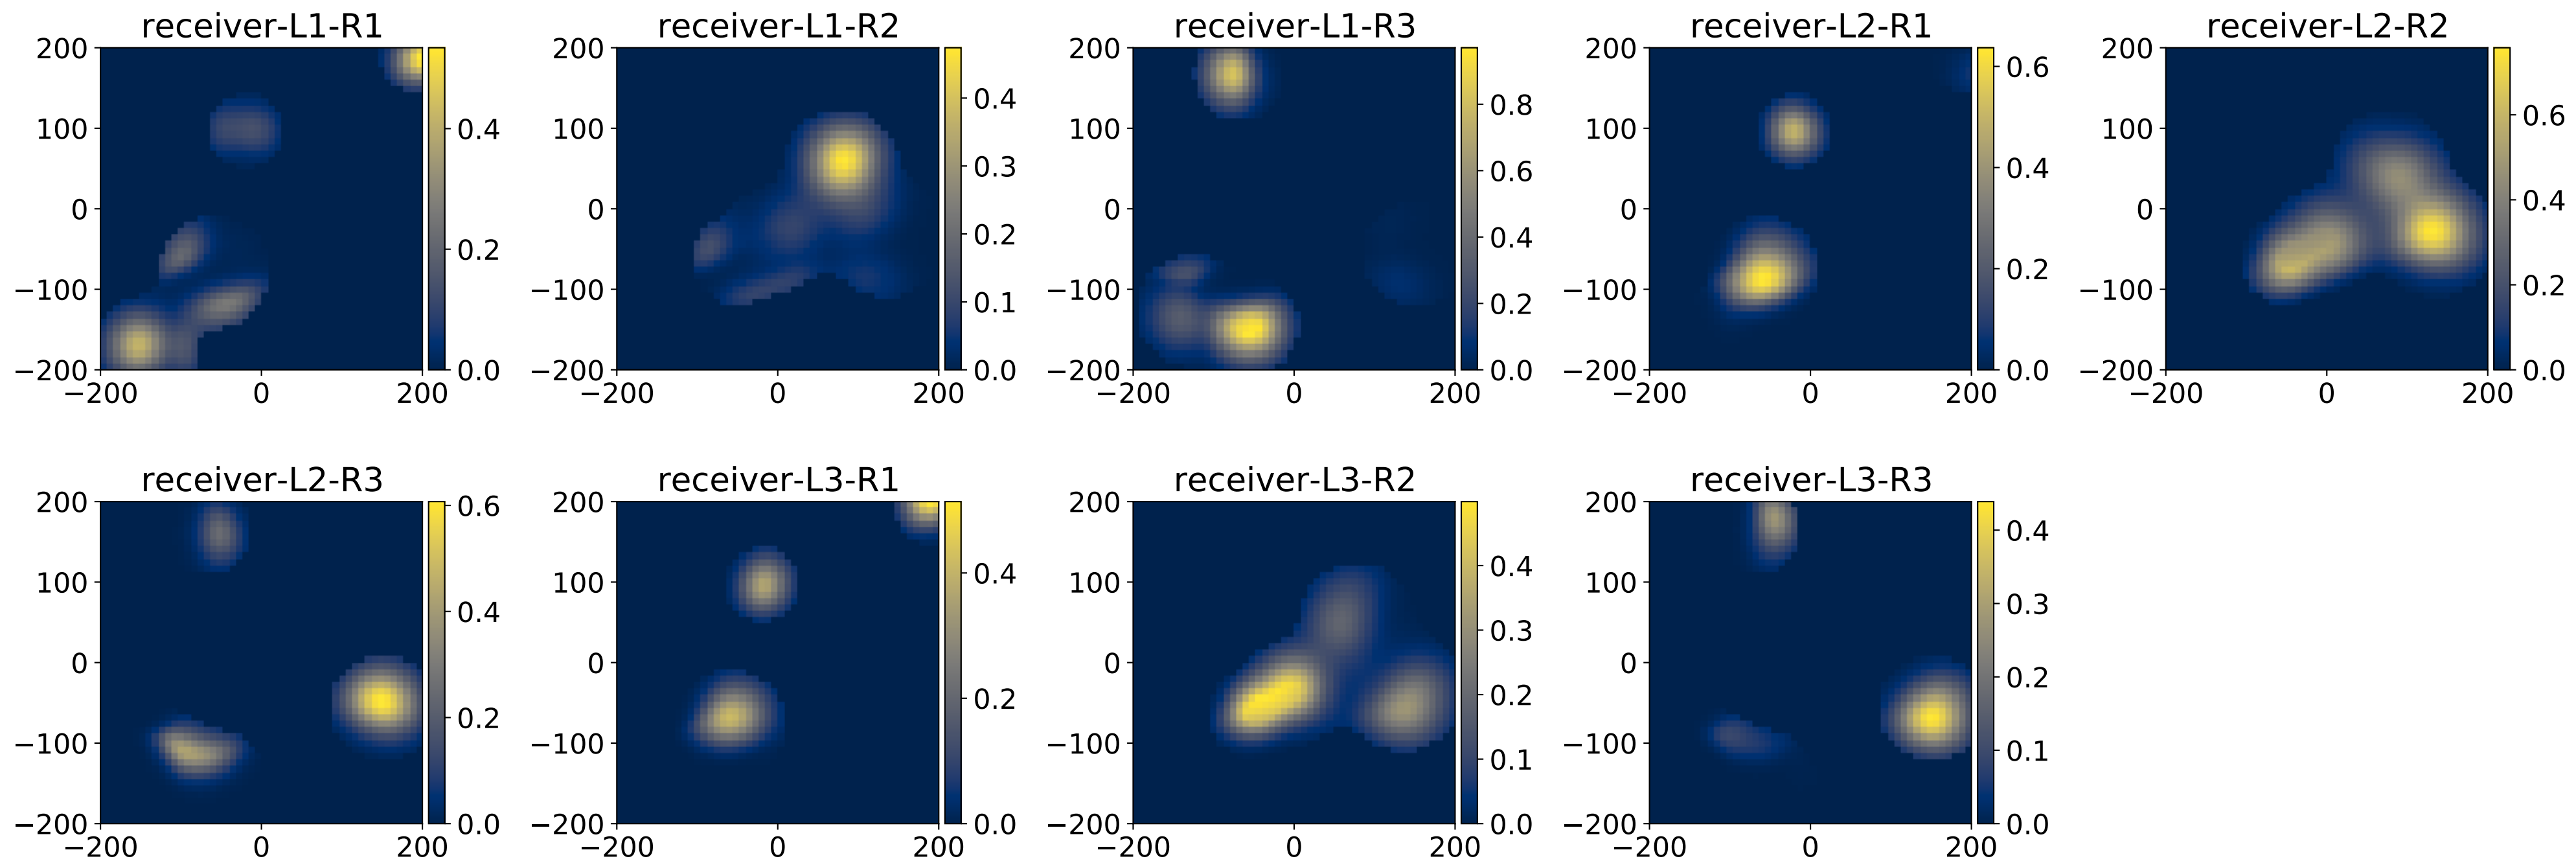 receiver-L1-R1 receiver-L1-R2 receiver-L1-R3 receiver-L2-R1 receiver-L2-R2
200 200 200 200 200
0.6
0.4 0.8 0.6
100 0.4 100 100 100 100
0.3 0.6 0.4
0 0 0 0 0 0.4
0.2 0.2 0.4
−100 −100 −100 0.2 −100 0.2
0.1 0.2
−200 0.0 −200 0.0 −200 0.0 −200 0.0 −200 0.0
−200 0 200 −200 0 200 −200 0 200 −200 0 200 −200 0 200
receiver-L2-R3 receiver-L3-R1 receiver-L3-R2 receiver-L3-R3
200 0.6 200 200 200
0.4
100 100 0.4 100 0.4 100
0.4 0.3 0.3
0 0 0 0
0.2 0.2 0.2 0.2
−100 −100 −100 0.1 −100 0.1
−200 0.0 −200 0.0 −200 0.0 −200 0.0
−200 0 200 −200 0 200 −200 0 200 −200 0 200